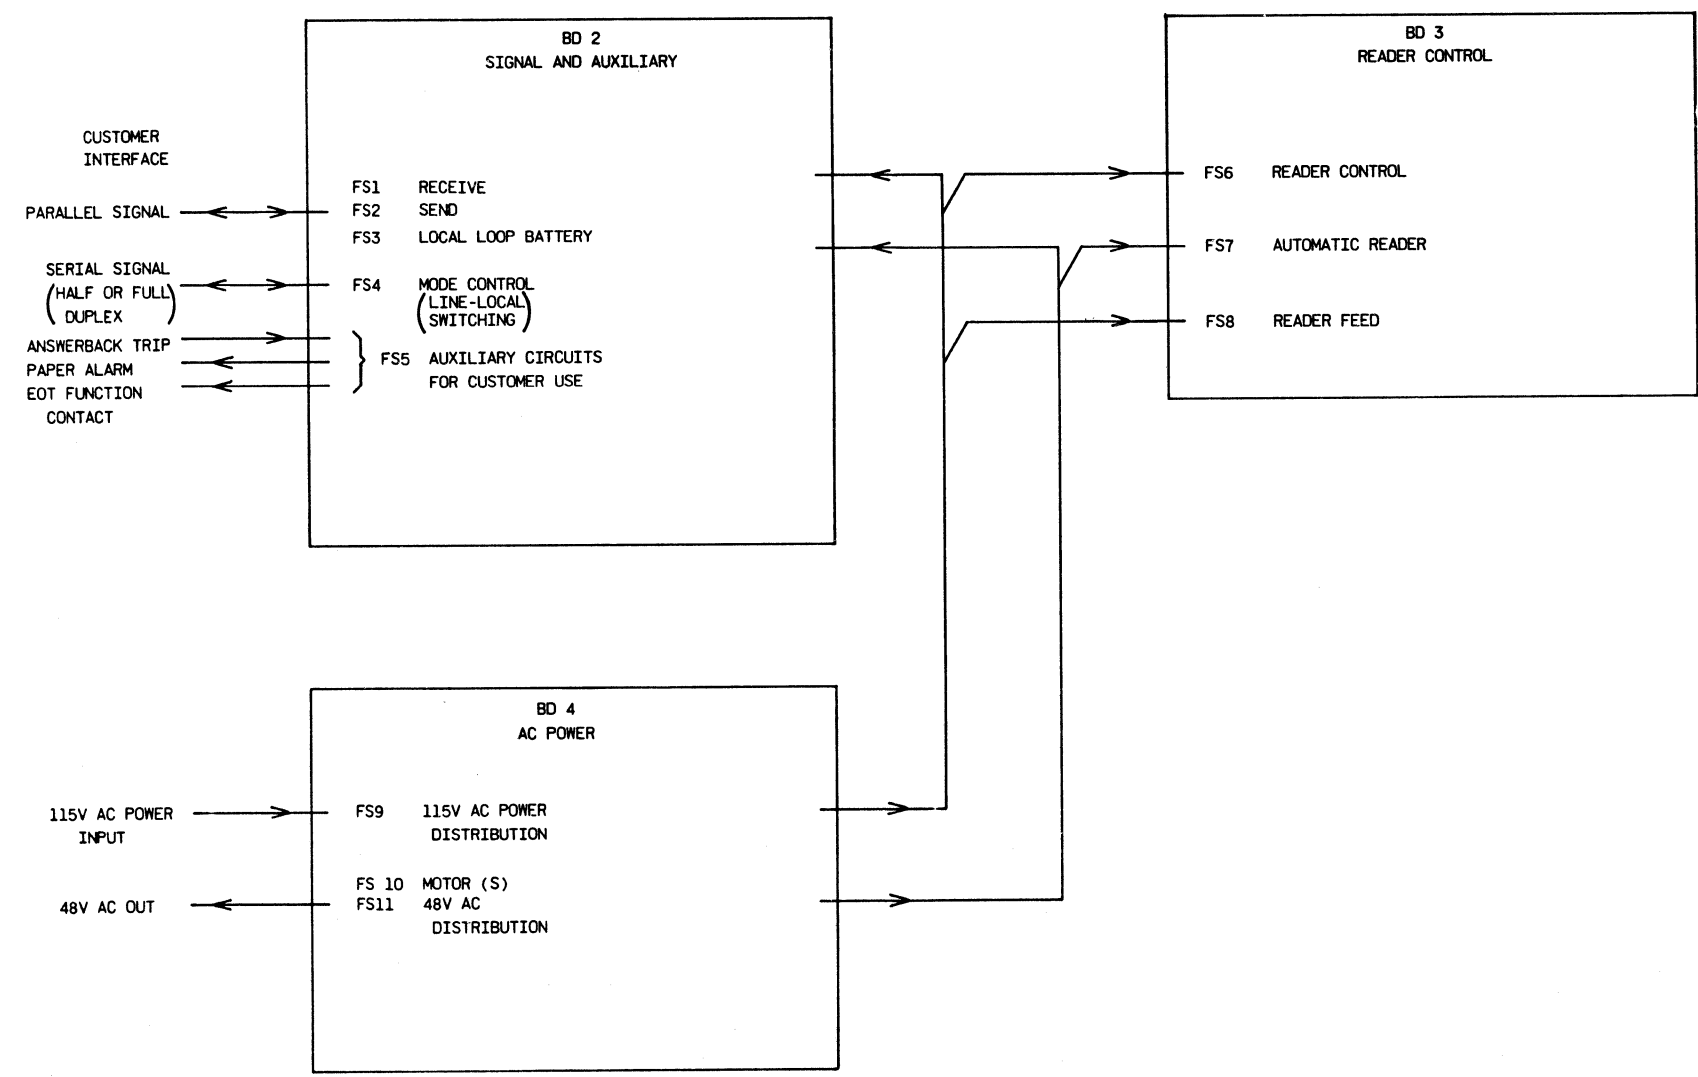 BD 2
SIGNAL AND AUXILIARY
CUSTOMER
INTERFACE
PARALLEL SIGNAL
SERIAL SIGNAL
(HALF OR FULL)
DUPLEX
ANSWERBACK TRIP
PAPER ALARM
EOT FUNCTION
CONTACT
FS1 RECEIVE
FS2 SEND
FS3 LOCAL LOOP BATTERY
FS4 MODE CONTROL
(LINE-LOCAL)
SWITCHING
FS5 AUXILIARY CIRCUITS
FOR CUSTOMER USE
BD 3
READER CONTROL
FS6 READER CONTROL
FS7 AUTOMATIC READER
FS8 READER FEED
BD 4
AC POWER
115V AC POWER
INPUT
48V AC OUT
FS9 115V AC POWER
DISTRIBUTION
FS 10 MOTOR (S)
FS11 48V AC
DISTRIBUTION